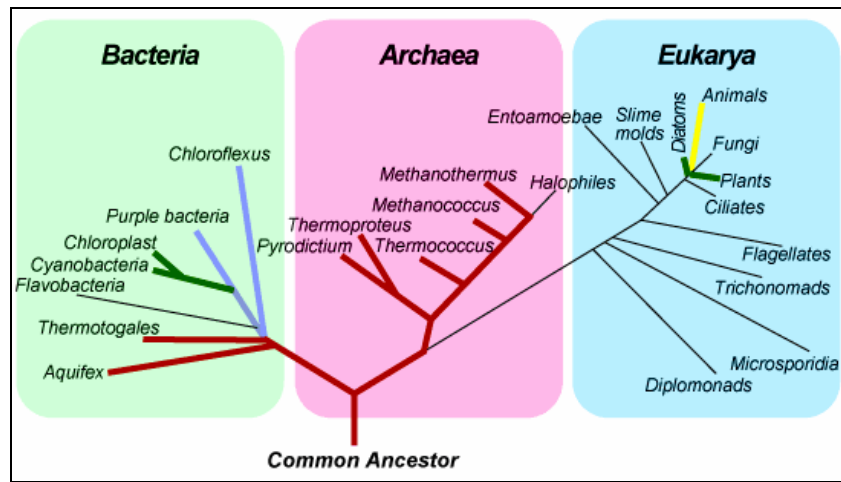 Bacteria
Archaea
Eukarya
Chloroflexus
Purple bacteria
Chloroplast
Cyanobacteria
Flavobacteria
Thermotogales
Aquifex
Methanothermus
Halophiles
Methanococcus
Thermoproteus
Pyrodictium
Thermococcus
Entoamoebae
Slime
molds
Diatoms
Animals
Fungi
Plants
Ciliates
Flagellates
Trichonomads
Microsporidia
Diplomonads
Common Ancestor